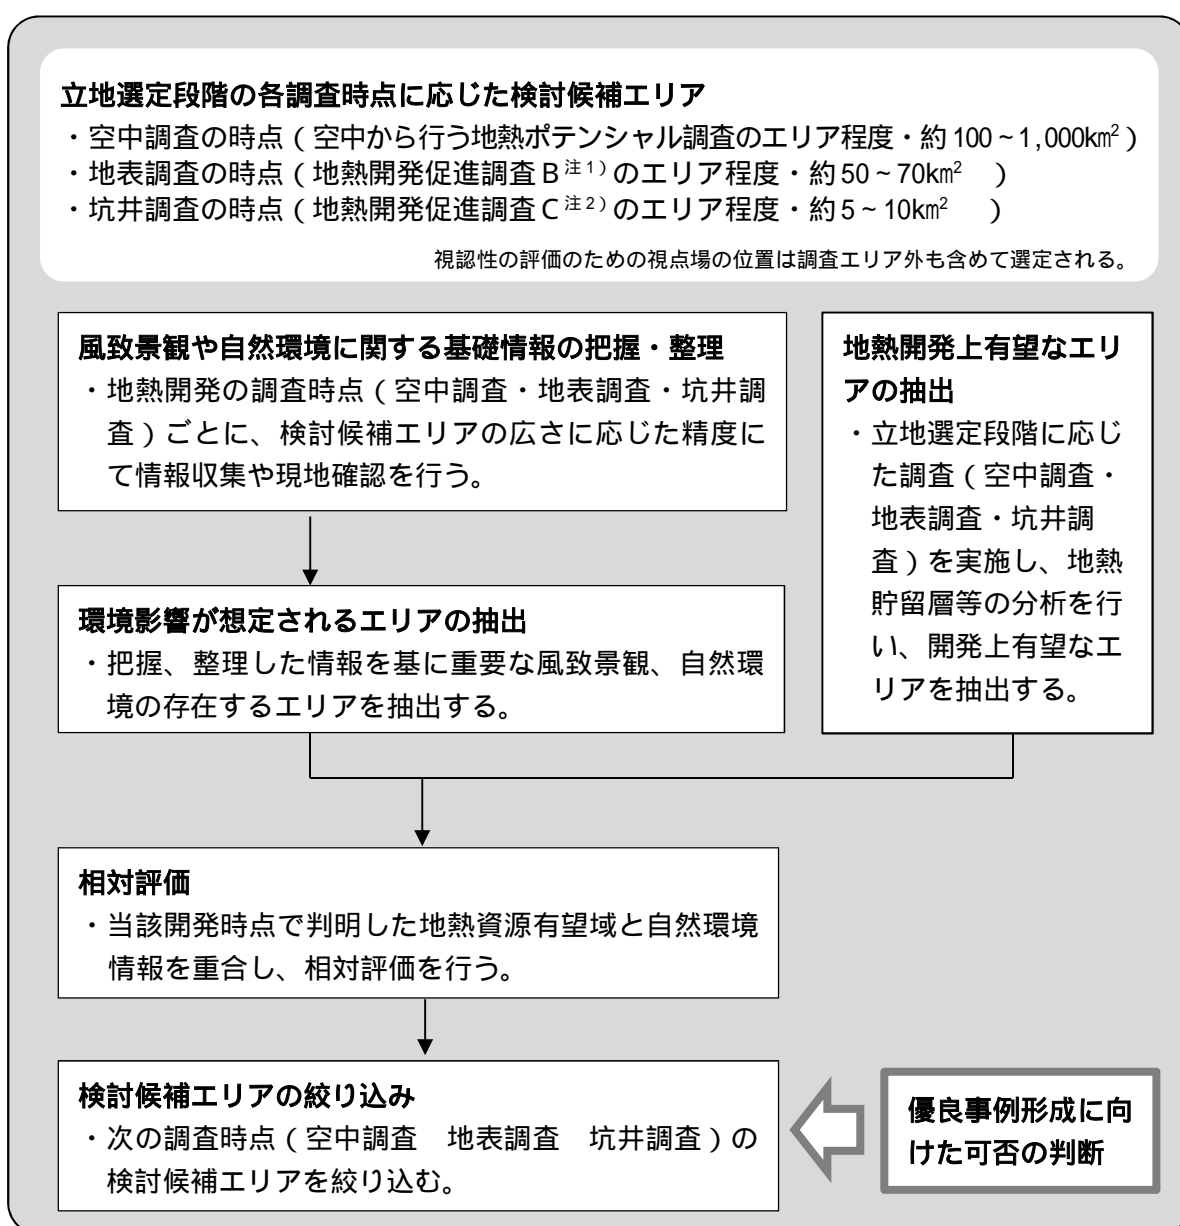 立地選定段階の各調査時点に応じた検討候補エリア
・空中調査の時点（空中から行う地熱ポテンシャル調査のエリア程度・約100~1,000km²）
・地表調査の時点（地熱開発促進調査B注1）のエリア程度・約50~70km²　）
・坑井調査の時点（地熱開発促進調査C注2）のエリア程度・約5~10km²　）
視認性の評価のための視点場の位置は調査エリア外も含めて選定される。
風致景観や自然環境に関する基礎情報の把握・整理
・地熱開発の調査時点（空中調査・地表調査・坑井調
査）ごとに、検討候補エリアの広さに応じた精度に
て情報収集や現地確認を行う。
地熱開発上有望なエリ
アの抽出
・立地選定段階に応じ
た調査（空中調査・
地表調査・坑井調
査）を実施し、地熱
貯留層等の分析を行
い、開発上有望なエ
リアを抽出する。
環境影響が想定されるエリアの抽出
・把握、整理した情報を基に重要な風致景観、自然環
境の存在するエリアを抽出する。
相対評価
・当該開発時点で判明した地熱資源有望域と自然環境
情報を重合し、相対評価を行う。
検討候補エリアの絞り込み
・次の調査時点（空中調査　地表調査　坑井調査）の
検討候補エリアを絞り込む。
優良事例形成に向
けた可否の判断